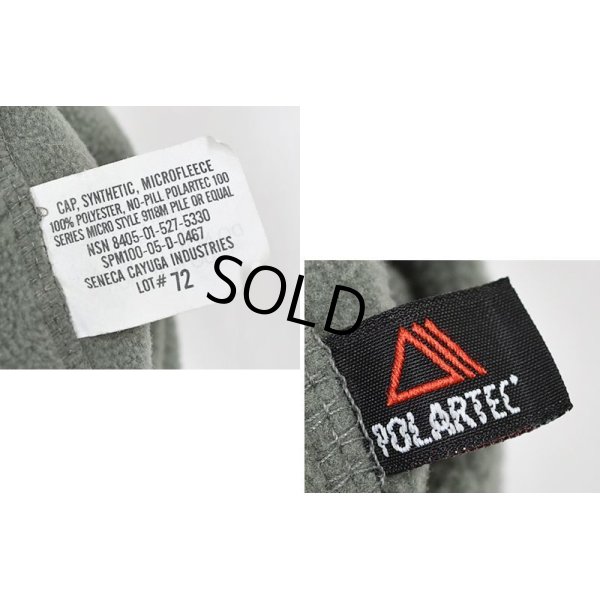 CAP, SYNTHETIC, MICROFLEECE
100% POLYESTER, NO-PILL POLARTEC 100
SERIES MICRO STYLE 9118M PILE OR EQUAL
NSN 8405-01-527-5330
SPM100-05-D-0467
SENECA CAYUGA INDUSTRIES
LOT# 72
SOLD
POLARTEC